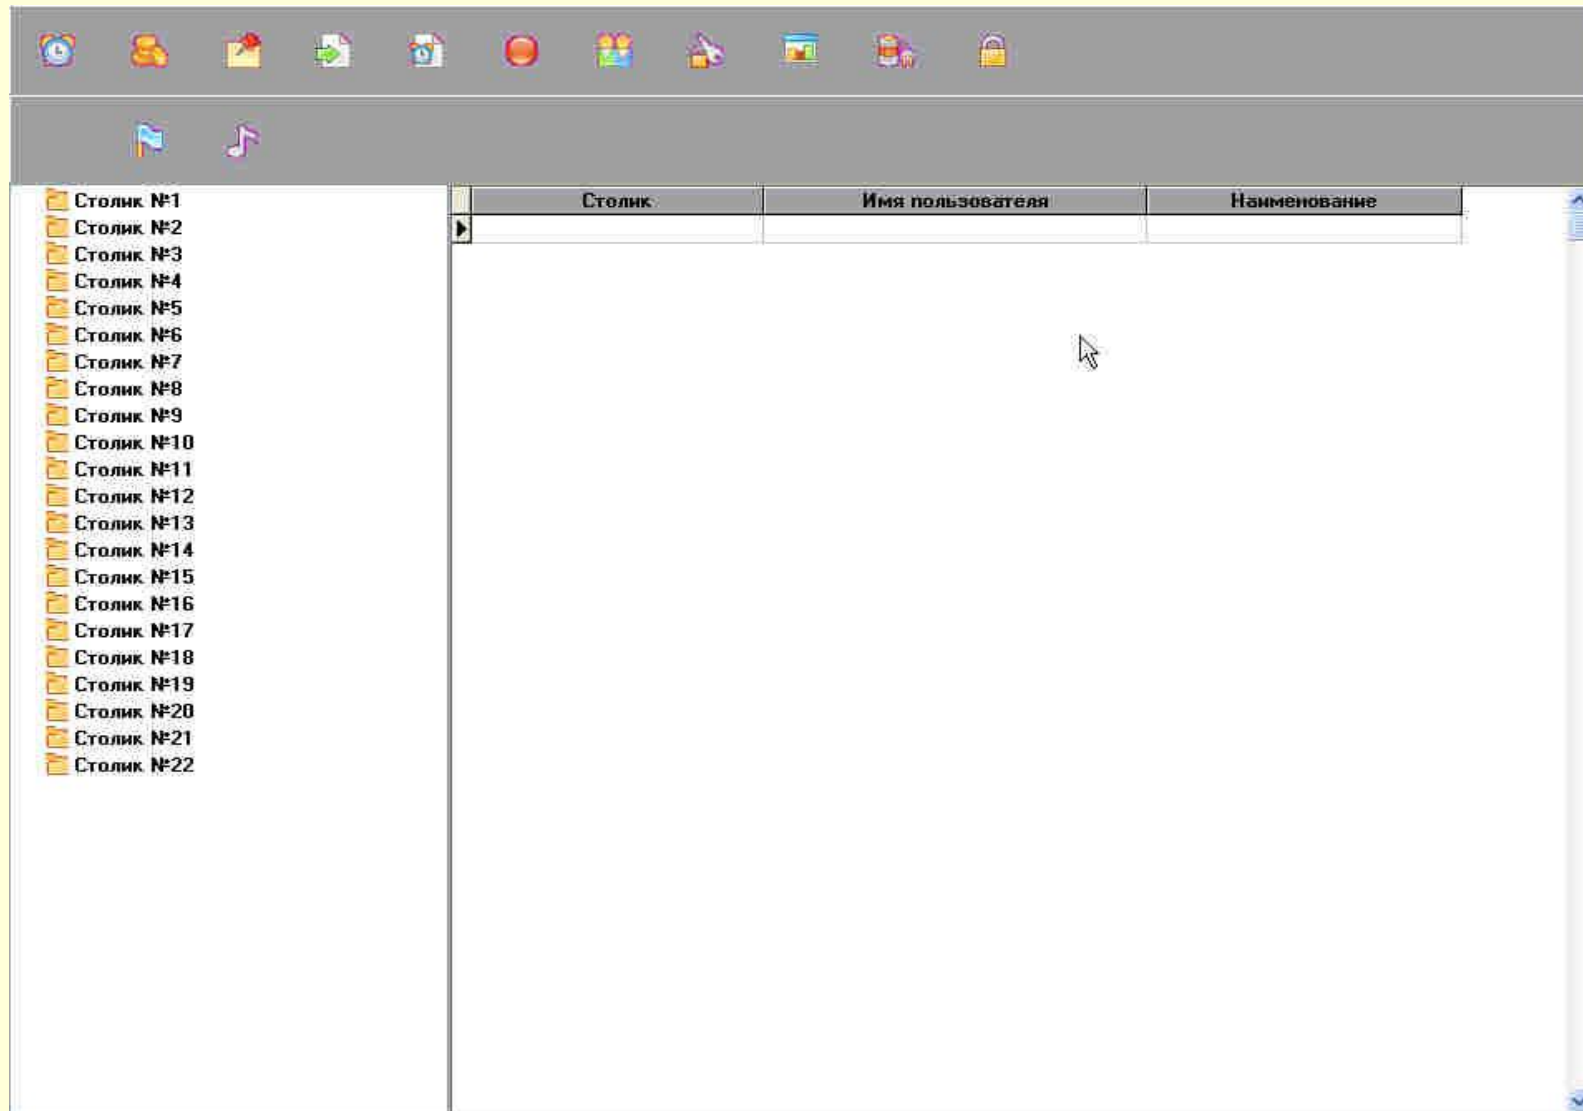 Столик №1
Столик Имя пользователя Наименование
Столик №2
Столик №3
Столик №4
Столик №5
Столик №6
Столик №7
Столик №8
Столик №9
Столик №10
Столик №11
Столик №12
Столик №13
Столик №14
Столик №15
Столик №16
Столик №17
Столик №18
Столик №19
Столик №20
Столик №21
Столик №22